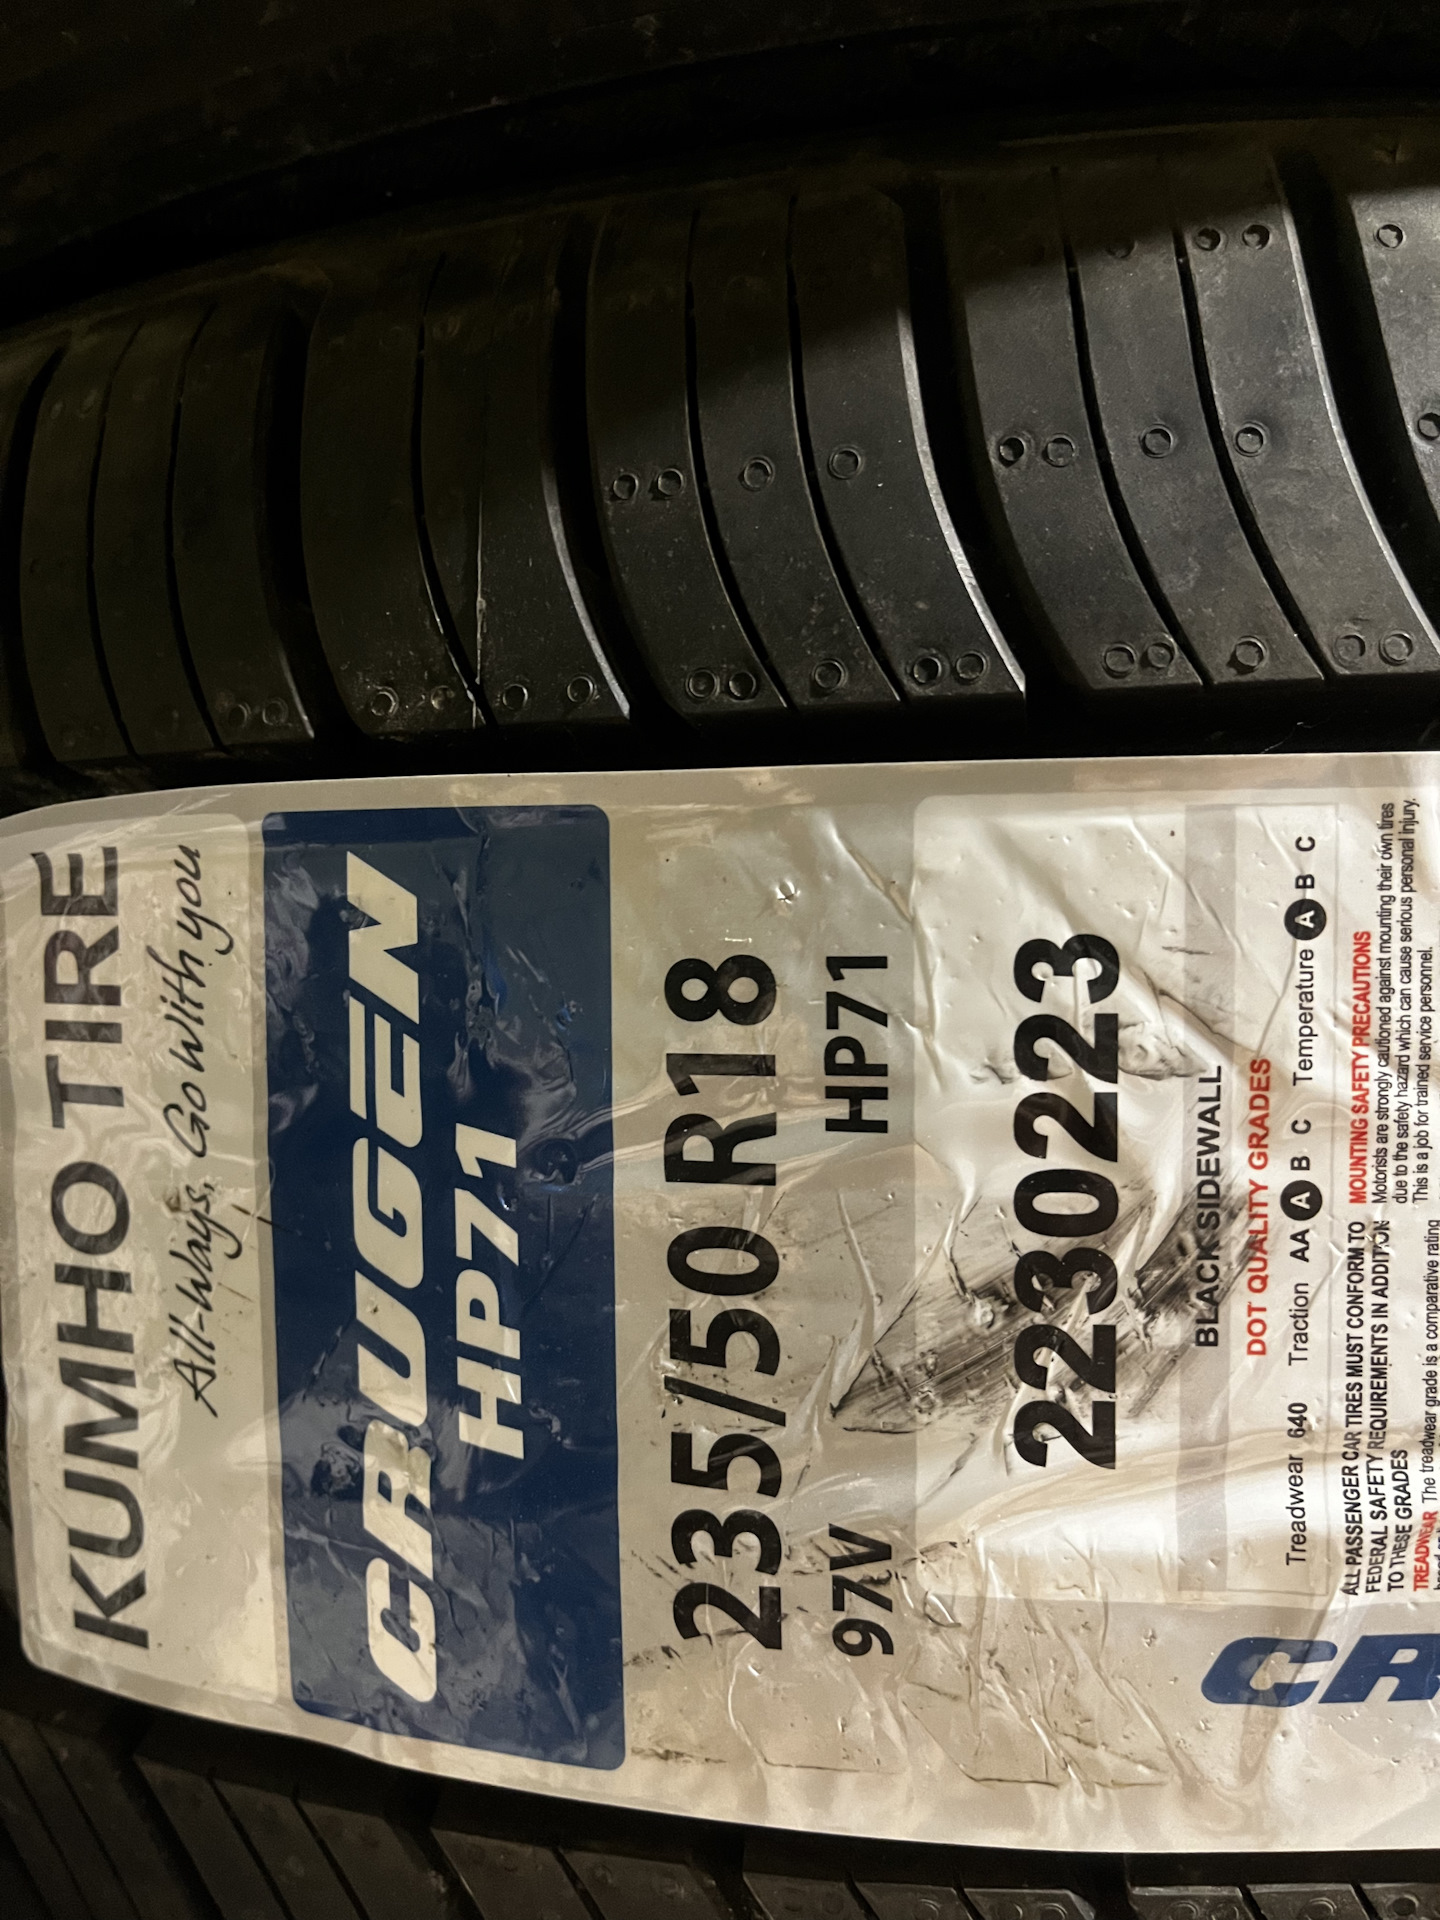 KUMHO TIRE
All-Ways, Go With you
CRUGEN
HP71
235/50 R18
97V HP71
2230223
BLACK SIDEWALL
DOT QUALITY GRADES
Treadwear 640 Traction AA A B C Temperature A B C
ALL PASSENGER CAR TIRES MUST CONFORM TO
FEDERAL SAFETY REQUIREMENTS IN ADDITION
TO THESE GRADES
TREADWEAR The treadwear grade is a comparative rating
MOUNTING SAFETY PRECAUTIONS
Motorists are strongly cautioned against mounting their own tires
due to the safety hazard which can cause serious personal injury.
This is a job for trained service personnel.
CR